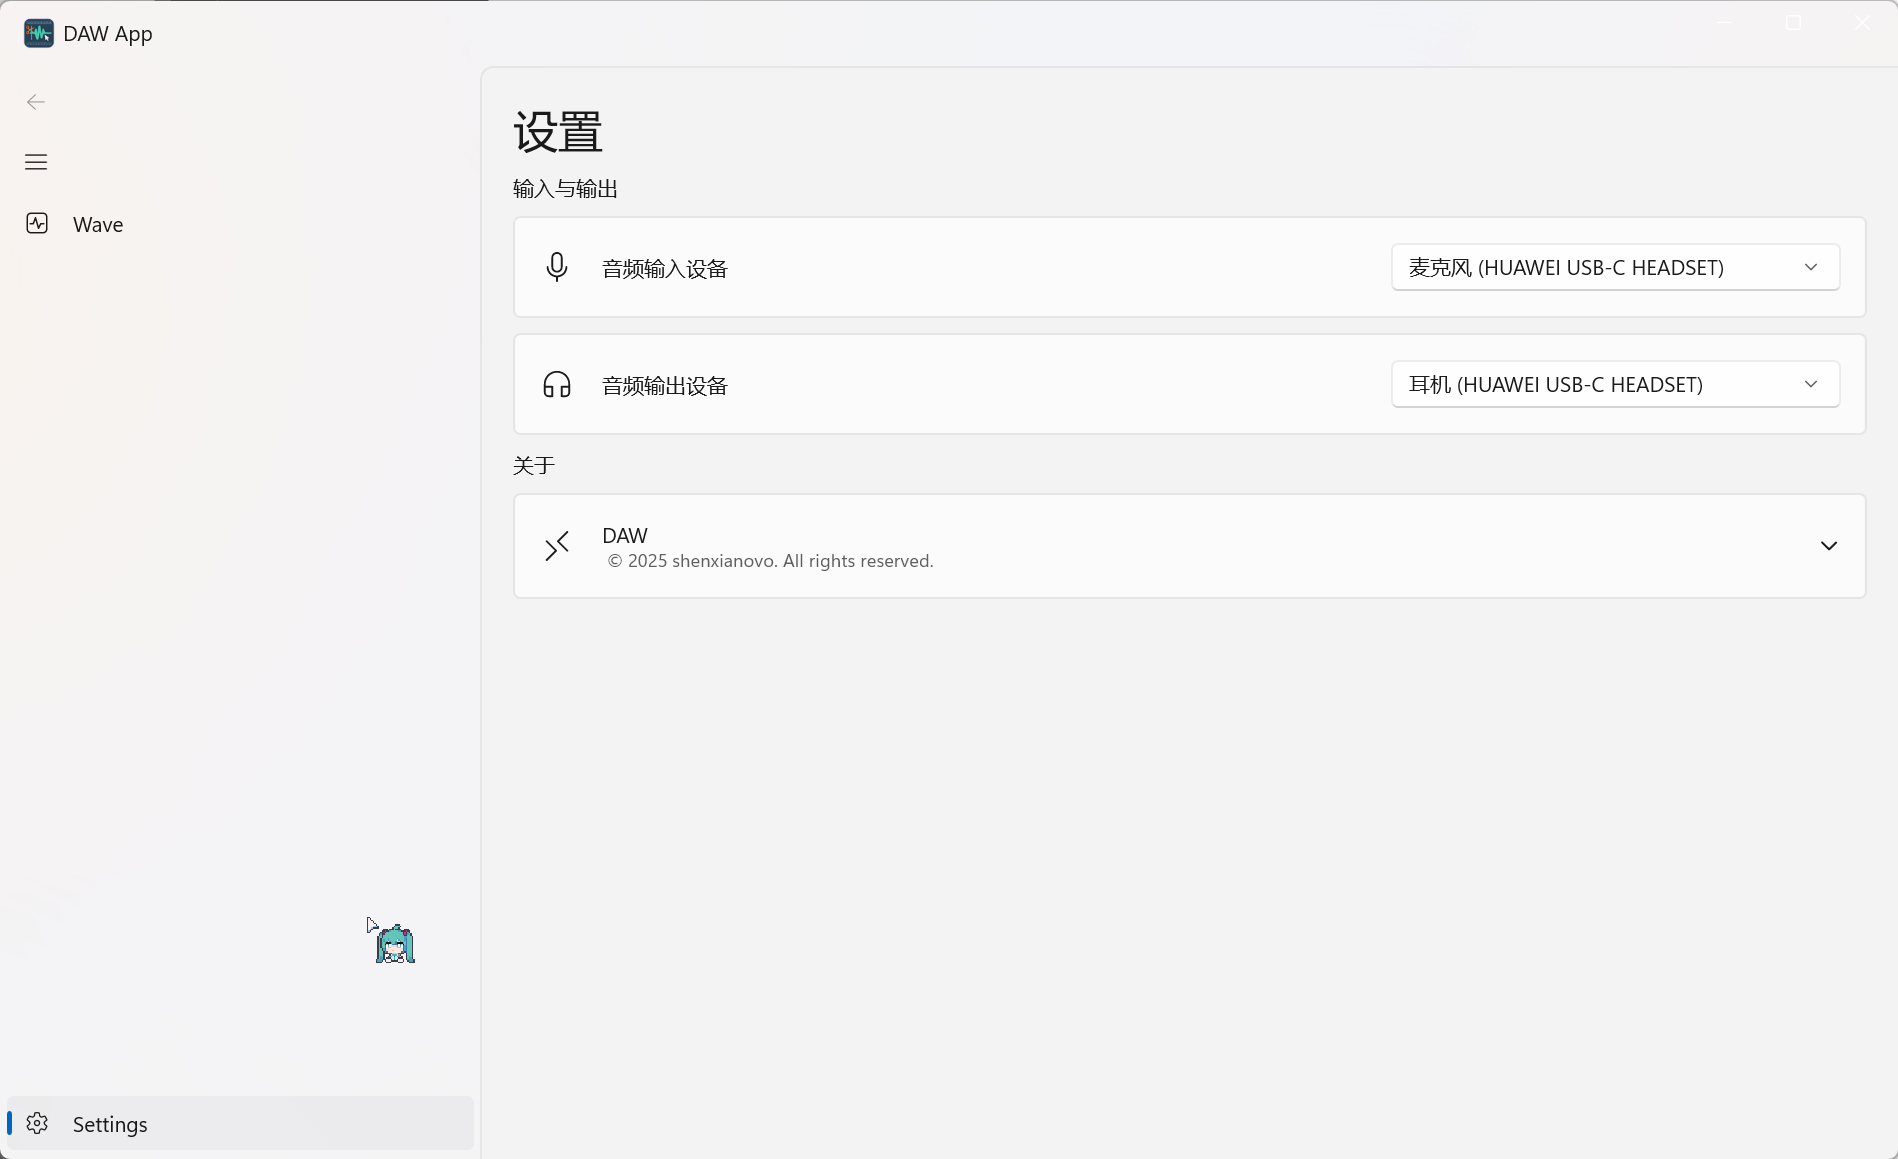 DAW App
Wave
设置
输入与输出
音频输入设备
麦克风 (HUAWEI USB-C HEADSET)
音频输出设备
耳机 (HUAWEI USB-C HEADSET)
关于
DAW
© 2025 shenxianovo. All rights reserved.
Settings